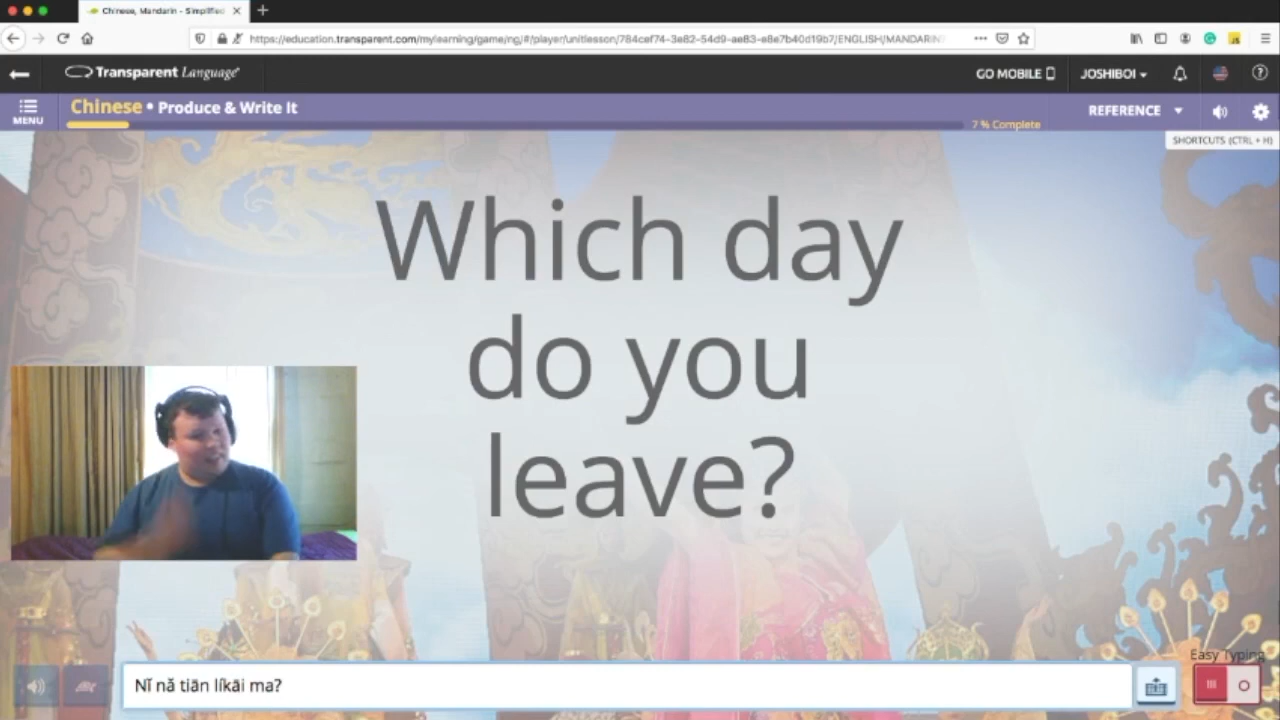 Chinese, Mandarin - Simplified
https://education.transparent.com/mylearning/game/ng/#/player/unitlesson/784cef74-3e82-54d9-ae83-e8e7b40d19b7/ENGLISH/MANDARIN
Transparent Language
GO MOBILE
JOSHIBOI
MENU
Chinese • Produce & Write It
7 % Complete
REFERENCE
SHORTCUTS (CTRL + H)
Which day
do you
leave?
Easy Typing
Nǐ nǎ tiān líkāi ma?